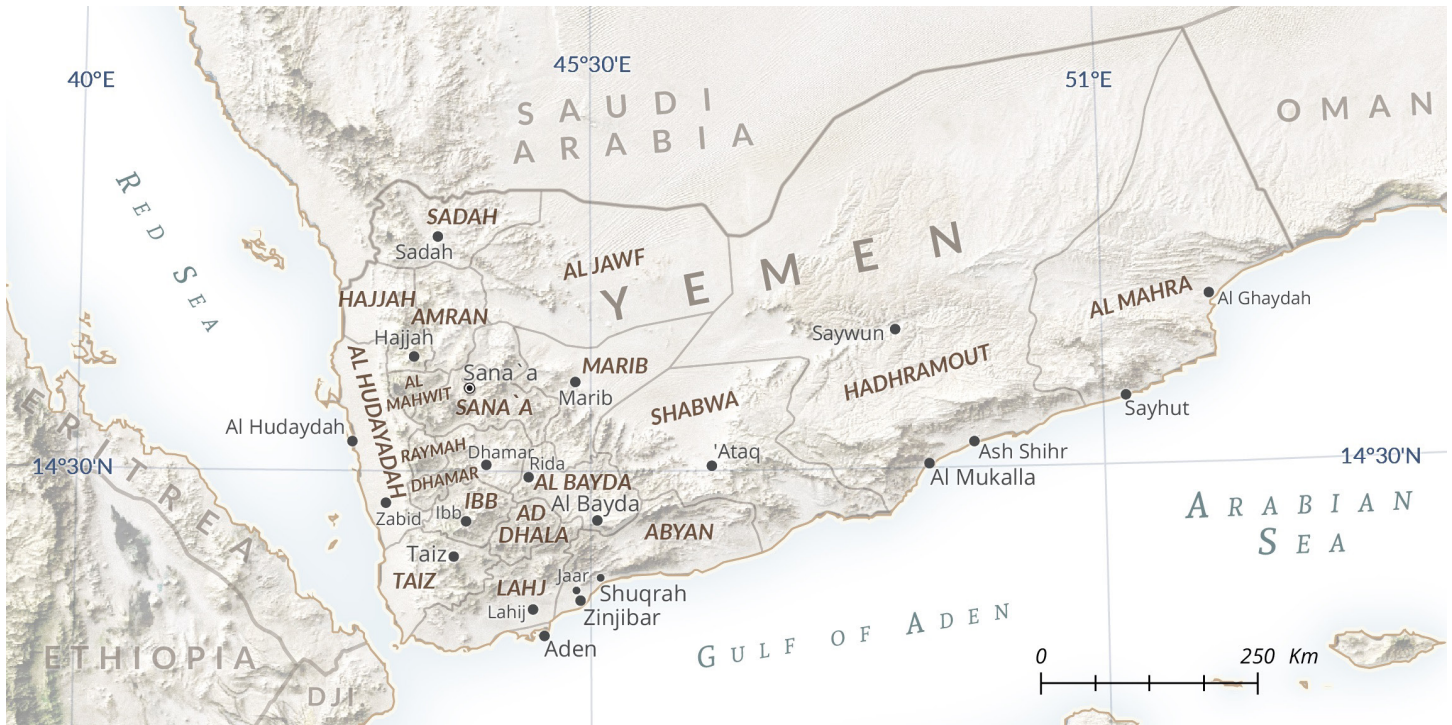 40°E
45°30'E
51°E
SAUDI
ARABIA
OMAN
RED SEA
SADAH
Sadah
AL JAWF
YEMEN
HAJJAH
AMRAN
AL MAHRA
Al Ghaydah
Hajjah
Saywun
AL HUDAYADAH
AL
MAHWIT
Sana`a
SANA`A
MARIB
Marib
HADHRAMOUT
SHABWA
Sayhut
Al Hudaydah
ERITREA
14°30'N
RAYMAH
Dhamar
Rida
'Ataq
Ash Shihr
14°30'N
DHAMAR
AL BAYDA
Al Mukalla
Zabid
Ibb
IBB
AD
DHALA
Al Bayda
ABYAN
ARABIAN
SEA
Taiz
TAIZ
LAHJ
Jaar
Shuqrah
Lahij
Zinjibar
Aden
GULF OF ADEN
ETHIOPIA
DJI
0 250 Km